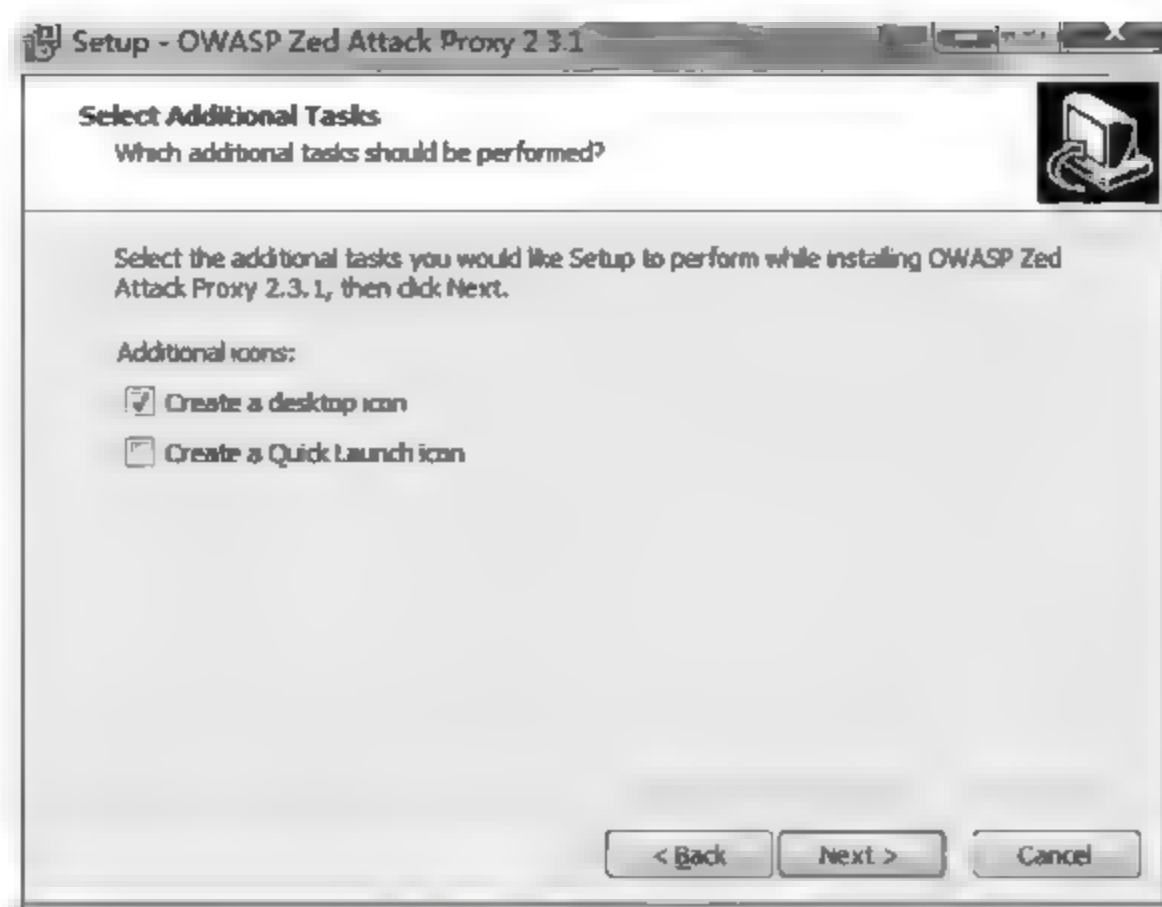 Setup - OWASP Zed Attack Proxy 2 3.1
Select Additional Tasks
Which additional tasks should be performed?
Select the additional tasks you would like Setup to perform while installing OWASP Zed
Attack Proxy 2.3.1, then click Next.
Additional icons:
Create a desktop icon
Create a Quick Launch icon
< Back
Next >
Cancel